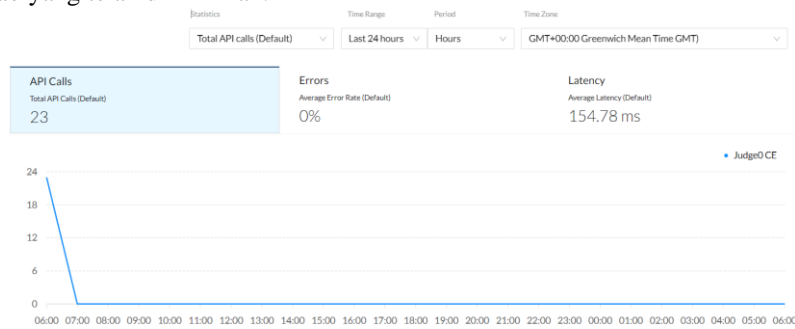 Statistics Time Range Period Time Zone
Total API calls (Default) Last 24 hours Hours GMT+00:00 Greenwich Mean Time GMT)
API Calls Errors Latency
Total API Calls (Default) Average Error Rate (Default) Average Latency (Default)
23 0% 154.78 ms
Judge0 CE
24
18
12
6
0
06:00 07:00 08:00 09:00 10:00 11:00 12:00 13:00 14:00 15:00 16:00 17:00 18:00 19:00 20:00 21:00 22:00 23:00 00:00 01:00 02:00 03:00 04:00 05:00 06:00